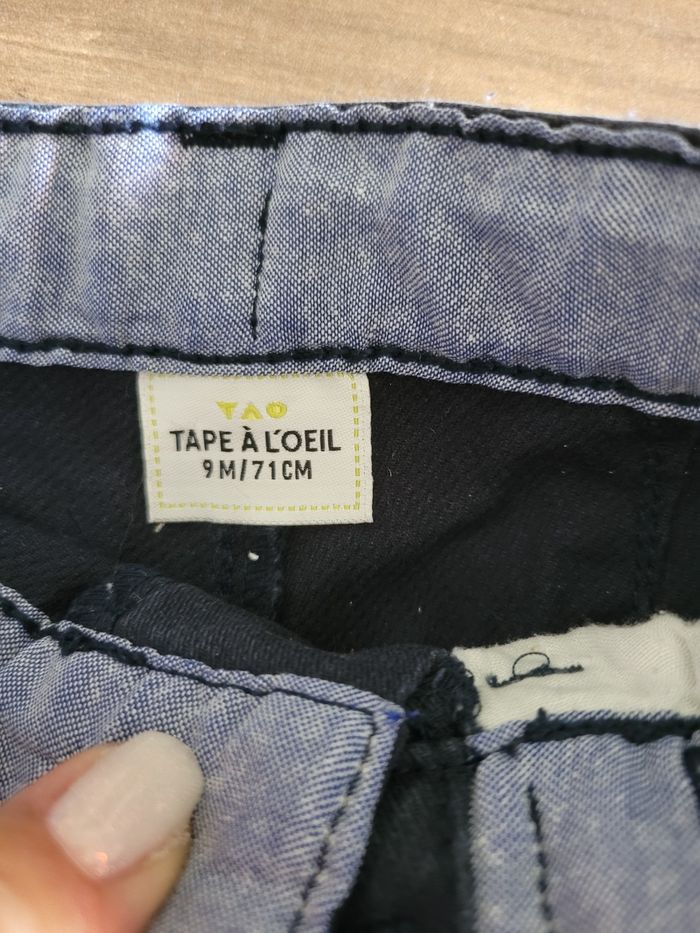 TAO
TAPE À L'OEIL
9M/71CM